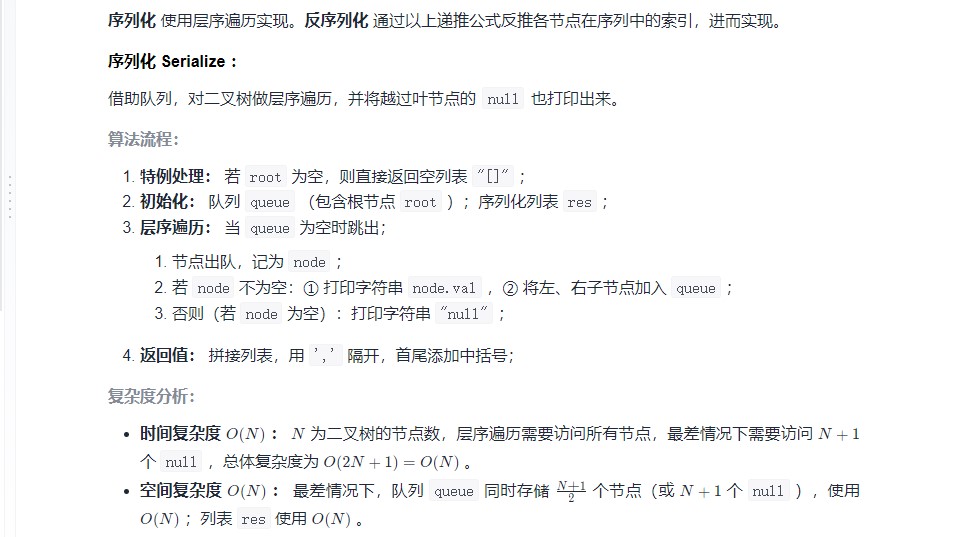 序列化 使用层序遍历实现。反序列化 通过以上递推公式反推各节点在序列中的索引，进而实现。
序列化 Serialize ：
借助队列，对二叉树做层序遍历，并将越过叶节点的 null 也打印出来。
算法流程：
1. 特例处理： 若 root 为空，则直接返回空列表 "[]" ；
2. 初始化： 队列 queue （包含根节点 root ）；序列化列表 res ；
3. 层序遍历： 当 queue 为空时跳出；
1. 节点出队，记为 node ；
2. 若 node 不为空：① 打印字符串 node.val ，② 将左、右子节点加入 queue ；
3. 否则（若 node 为空）：打印字符串 "null" ；
4. 返回值： 拼接列表，用 ',' 隔开，首尾添加中括号；
复杂度分析：
• 时间复杂度 O(N) ： N 为二叉树的节点数，层序遍历需要访问所有节点，最差情况下需要访问 N + 1
个 null ，总体复杂度为 O(2N + 1) = O(N) 。
• 空间复杂度 O(N) ： 最差情况下，队列 queue 同时存储 \frac{N+1}{2} 个节点（或 N + 1 个 null ），使用
O(N) ；列表 res 使用 O(N) 。